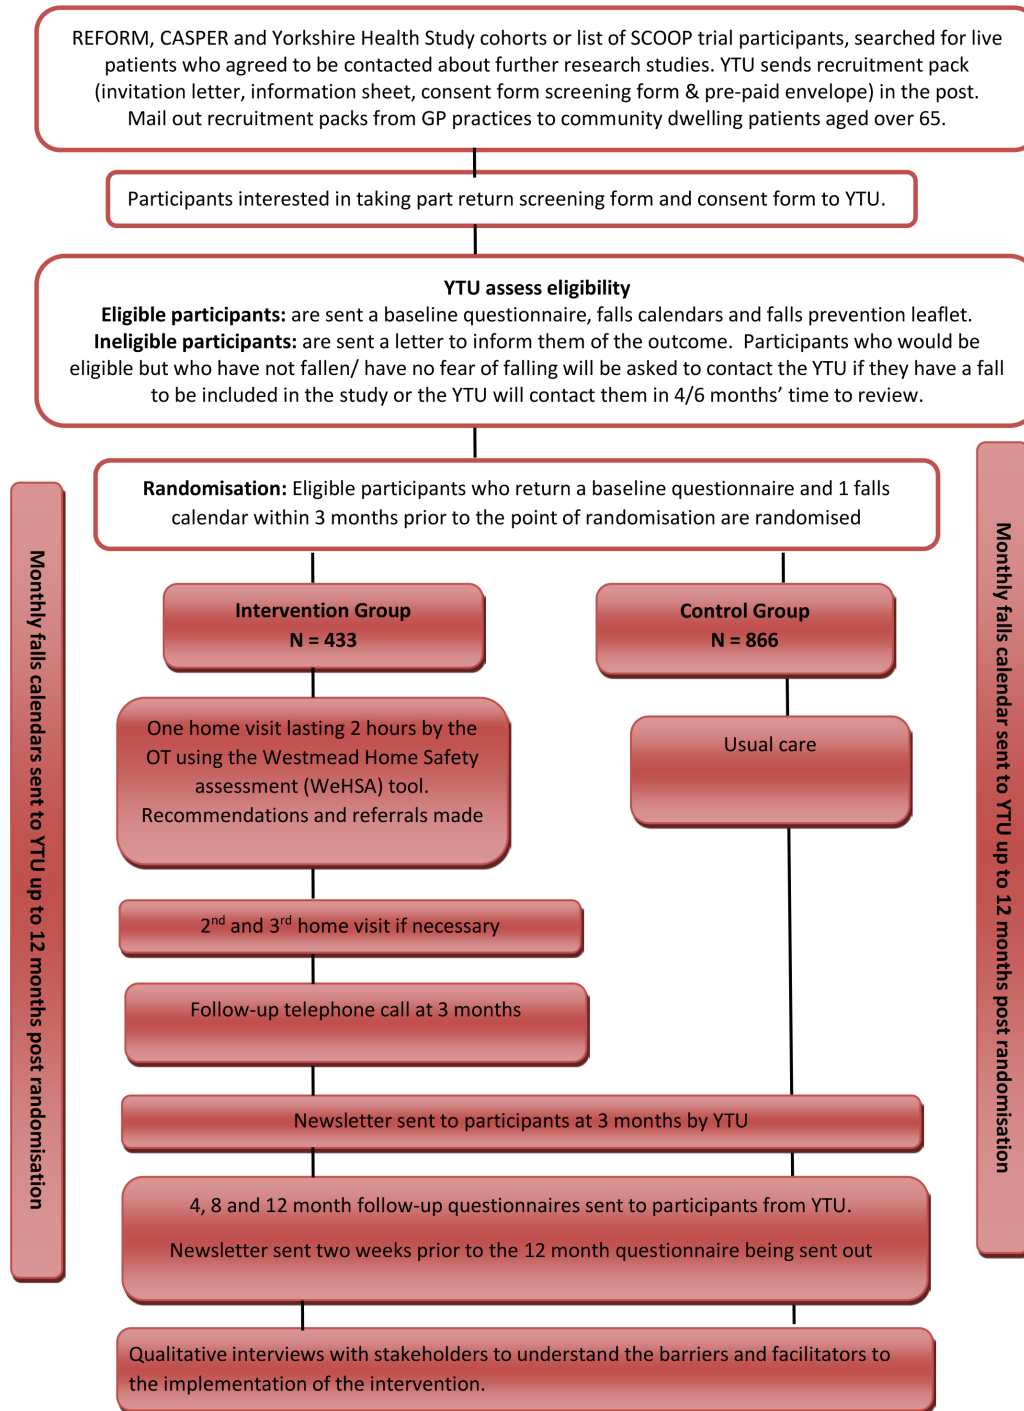 REFORM, CASPER and Yorkshire Health Study cohorts or list of SCOOP trial participants, searched for live
patients who agreed to be contacted about further research studies. YTU sends recruitment pack
(invitation letter, information sheet, consent form screening form & pre-paid envelope) in the post.
Mail out recruitment packs from GP practices to community dwelling patients aged over 65.
Participants interested in taking part return screening form and consent form to YTU.
YTU assess eligibility
Eligible participants: are sent a baseline questionnaire, falls calendars and falls prevention leaflet.
Ineligible participants: are sent a letter to inform them of the outcome.  Participants who would be
eligible but who have not fallen/ have no fear of falling will be asked to contact the YTU if they have a fall
to be included in the study or the YTU will contact them in 4/6 months’ time to review.
Randomisation: Eligible participants who return a baseline questionnaire and 1 falls
calendar within 3 months prior to the point of randomisation are randomised
Monthly falls calendars sent to YTU up to 12 months post randomisation
Monthly falls calendar sent to YTU up to 12 months post randomisation
Intervention Group
N = 433
Control Group
N = 866
One home visit lasting 2 hours by the
OT using the Westmead Home Safety
assessment (WeHSA) tool.
Recommendations and referrals made
Usual care
2nd and 3rd home visit if necessary
Follow-up telephone call at 3 months
Newsletter sent to participants at 3 months by YTU
4, 8 and 12 month follow-up questionnaires sent to participants from YTU.
Newsletter sent two weeks prior to the 12 month questionnaire being sent out
Qualitative interviews with stakeholders to understand the barriers and facilitators to
the implementation of the intervention.